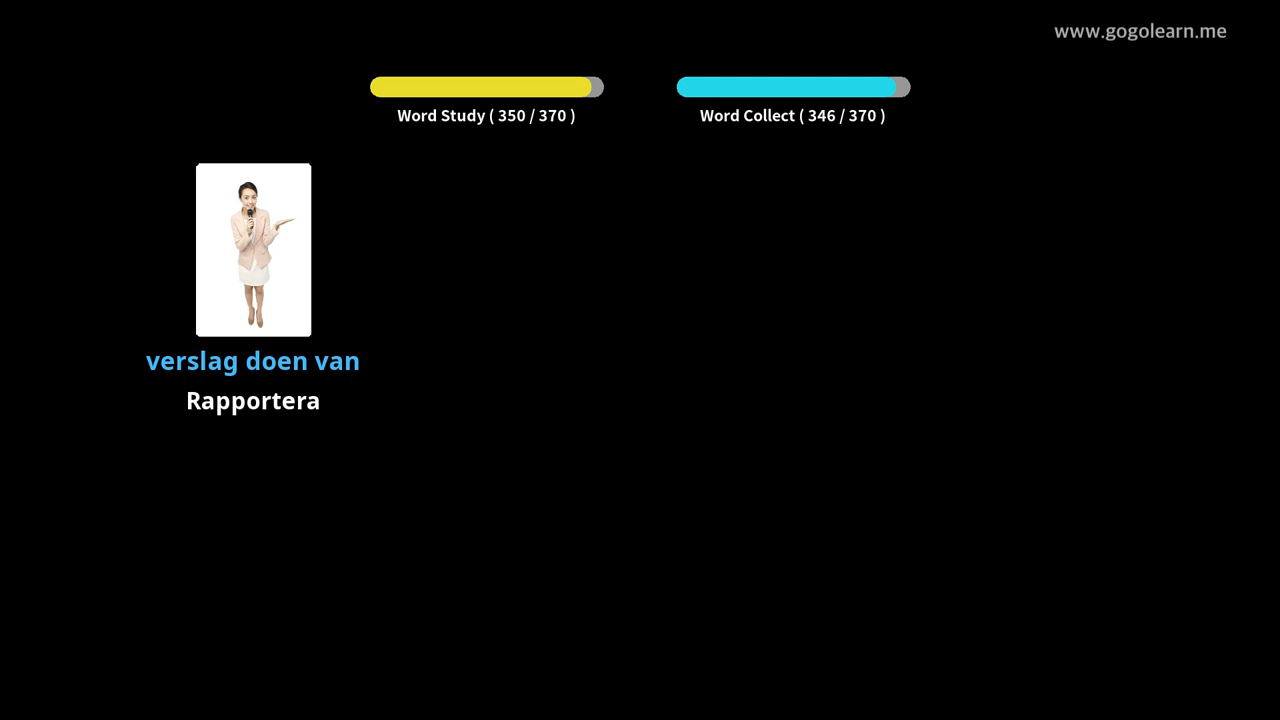 www.gogolearn.me
Word Study ( 350 / 370 )
Word Collect ( 346 / 370 )
verslag doen van
Rapportera